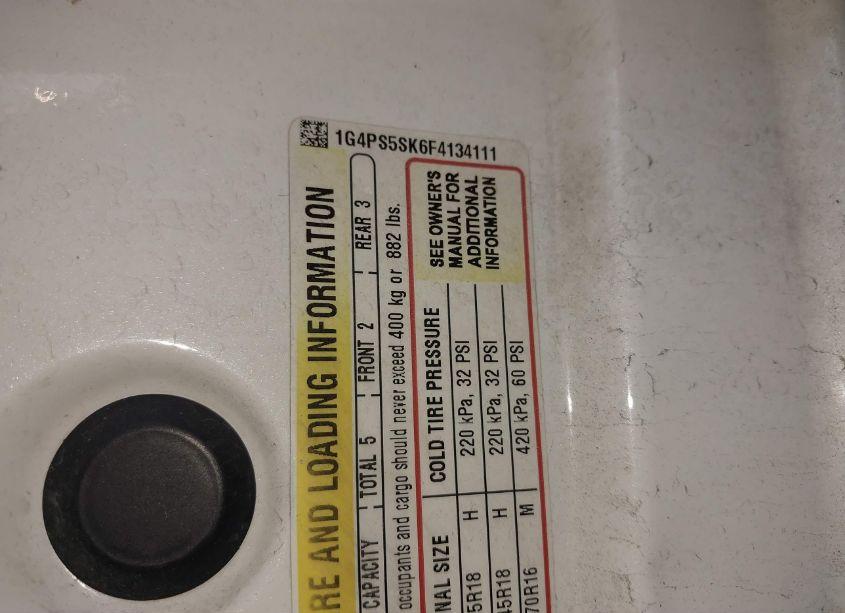 1G4PS5SK6F4134111
RE AND LOADING INFORMATION
CAPACITY TOTAL 5 FRONT 2 REAR 3
occupants and cargo should never exceed 400 kg or 882 lbs.
NAL SIZE COLD TIRE PRESSURE
5R18 H 220 kPa, 32 PSI
45R18 H 220 kPa, 32 PSI
70R16 M 420 kPa, 60 PSI
SEE OWNER'S
MANUAL FOR
ADDITIONAL
INFORMATION